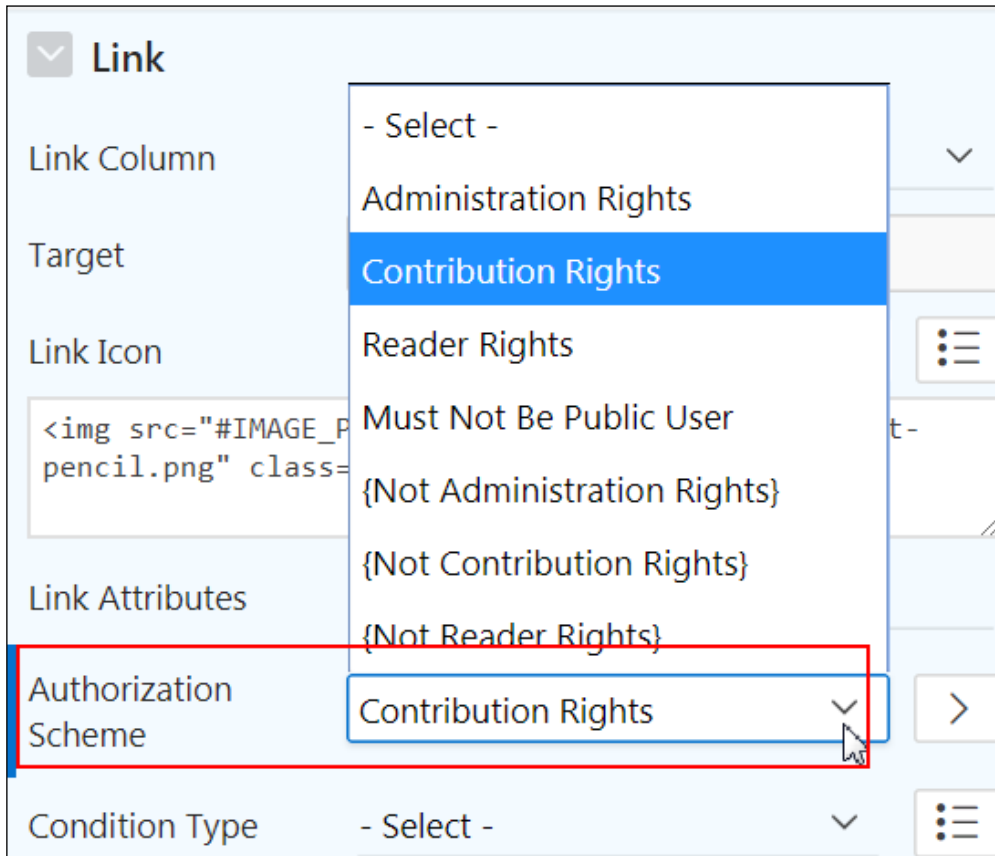 Link
- Select -
Link Column
Administration Rights
Target
Contribution Rights
Link Icon
Reader Rights
<img src="#IMAGE_P
Must Not Be Public User
t-
pencil.png" class=
{Not Administration Rights}
{Not Contribution Rights}
Link Attributes
{Not Reader Rights}
Authorization
Scheme
Contribution Rights
Condition Type
- Select -